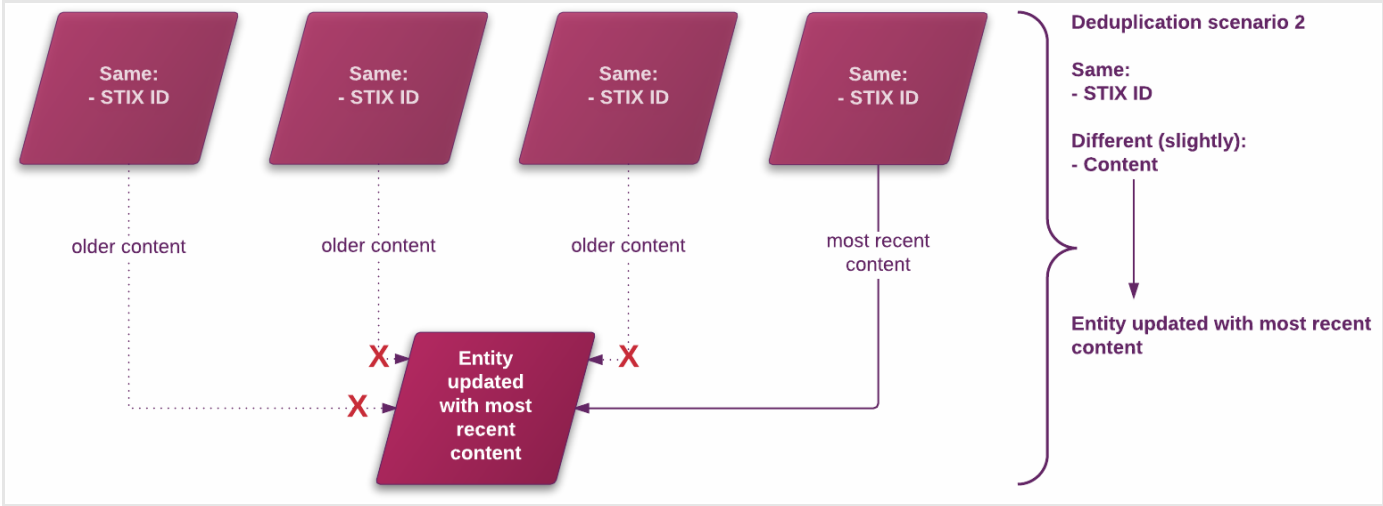 Same:
- STIX ID
Same:
- STIX ID
Same:
- STIX ID
Same:
- STIX ID
older content
older content
older content
most recent
content
X
X
X
Entity
updated
with most
recent
content
Deduplication scenario 2
Same:
- STIX ID
Different (slightly):
- Content
Entity updated with most recent
content